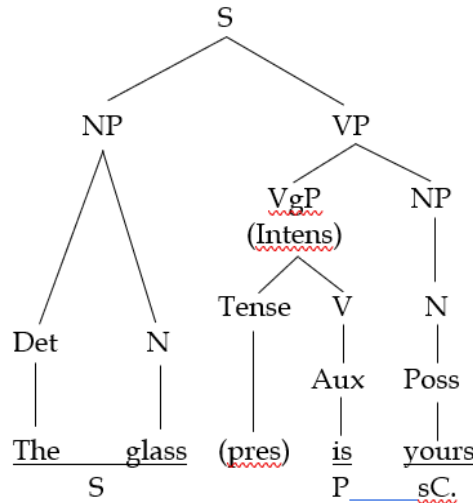 S
NP VP
VgP NP
(Intens)
Tense V N
Det N
Aux Poss
The glass (pres) is yours
S P sC.